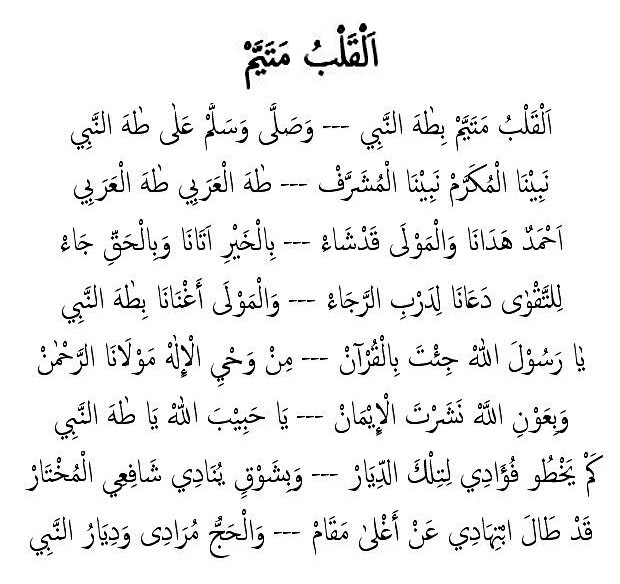 اَلْقَلْبُ مَتَيَّمْ
اَلْقَلْبُ مَتَيَّمْ بِطٰهَ النَّبِي --- وَصَلَّى وَسَلَّمْ عَلٰى طٰهَ النَّبِي
نَبِيْنَا الْمُكَرَّمْ نَبِيْنَا الْمُشَرَّفْ --- طٰهَ الْعَرَبِي طٰهَ الْعَرَبِي
اَحْمَدٌ هَدَانَا وَالْمَوْلَى قَدْشَاءْ --- بِالْخَيْرِ اَتَانَا وَبِالْحَقِّ جَاءْ
لِلتَّقْوٰى دَعَانَا لِدَرْبِ الرَّجَاءْ --- وَالْمَوْلَى أَغْنَانَا بِطٰهَ النَّبِي
يٰا رَسُوْلَ اللهْ جِئْتَ بِالْقُرْآنْ --- مِنْ وَحْيِ الْإِلٰهْ مَوْلَانَا الرَّحْمٰنْ
وَبِعَوْنِ اللَّهْ نَشَرْتَ الْإِيْمَانْ --- يَا حَبِيْبَ اللهْ يَا طٰهَ النَّبِي
كَمْ يَخْطُو فُؤَادِي لِتِلْكَ الدِّيَارْ --- وَبِشَوْقٍ يُنَادِي شَافِعِي الْمُخْتَارْ
قَدْ طَالَ ابْتِهَادِي عَنْ أَغْلىٰ مَقَامْ --- وَالْحَجُّ مُرَادِى وَدِيَارُ النَّبِي